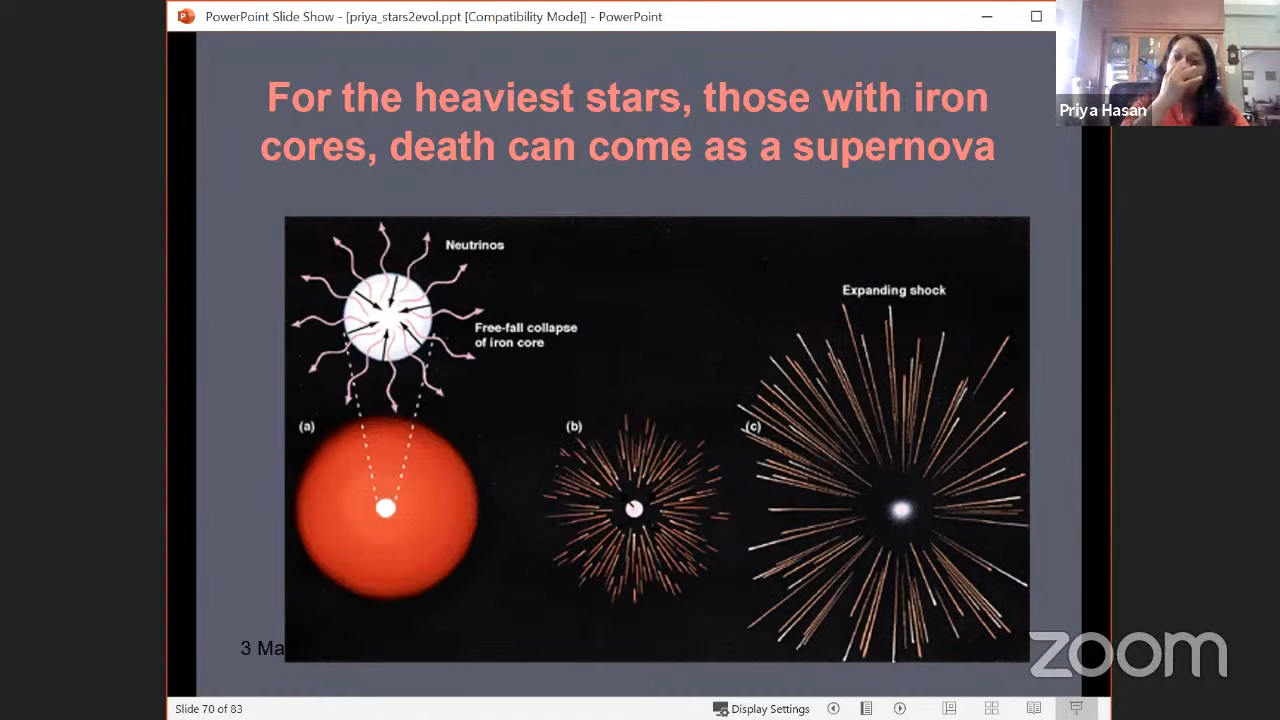 PowerPoint Slide Show - [priya_stars2evol.ppt [Compatibility Mode]] - PowerPoint
Priya Hasan
For the heaviest stars, those with iron
cores, death can come as a supernova
Neutrinos
Free-fall collapse
of iron core
Expanding shock
(a)
(b)
(c)
3 Ma
zoom
Slide 70 of 83
Display Settings